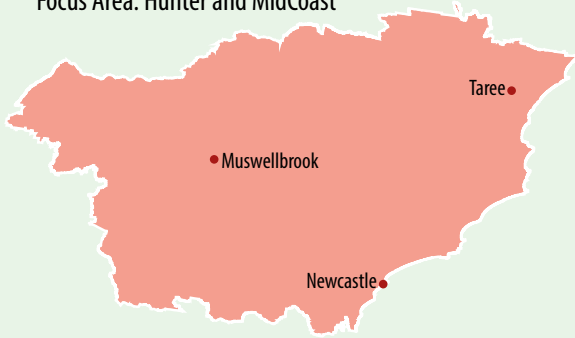 Focus Area: Hunter and MidCoast
Taree
Muswellbrook
Newcastle